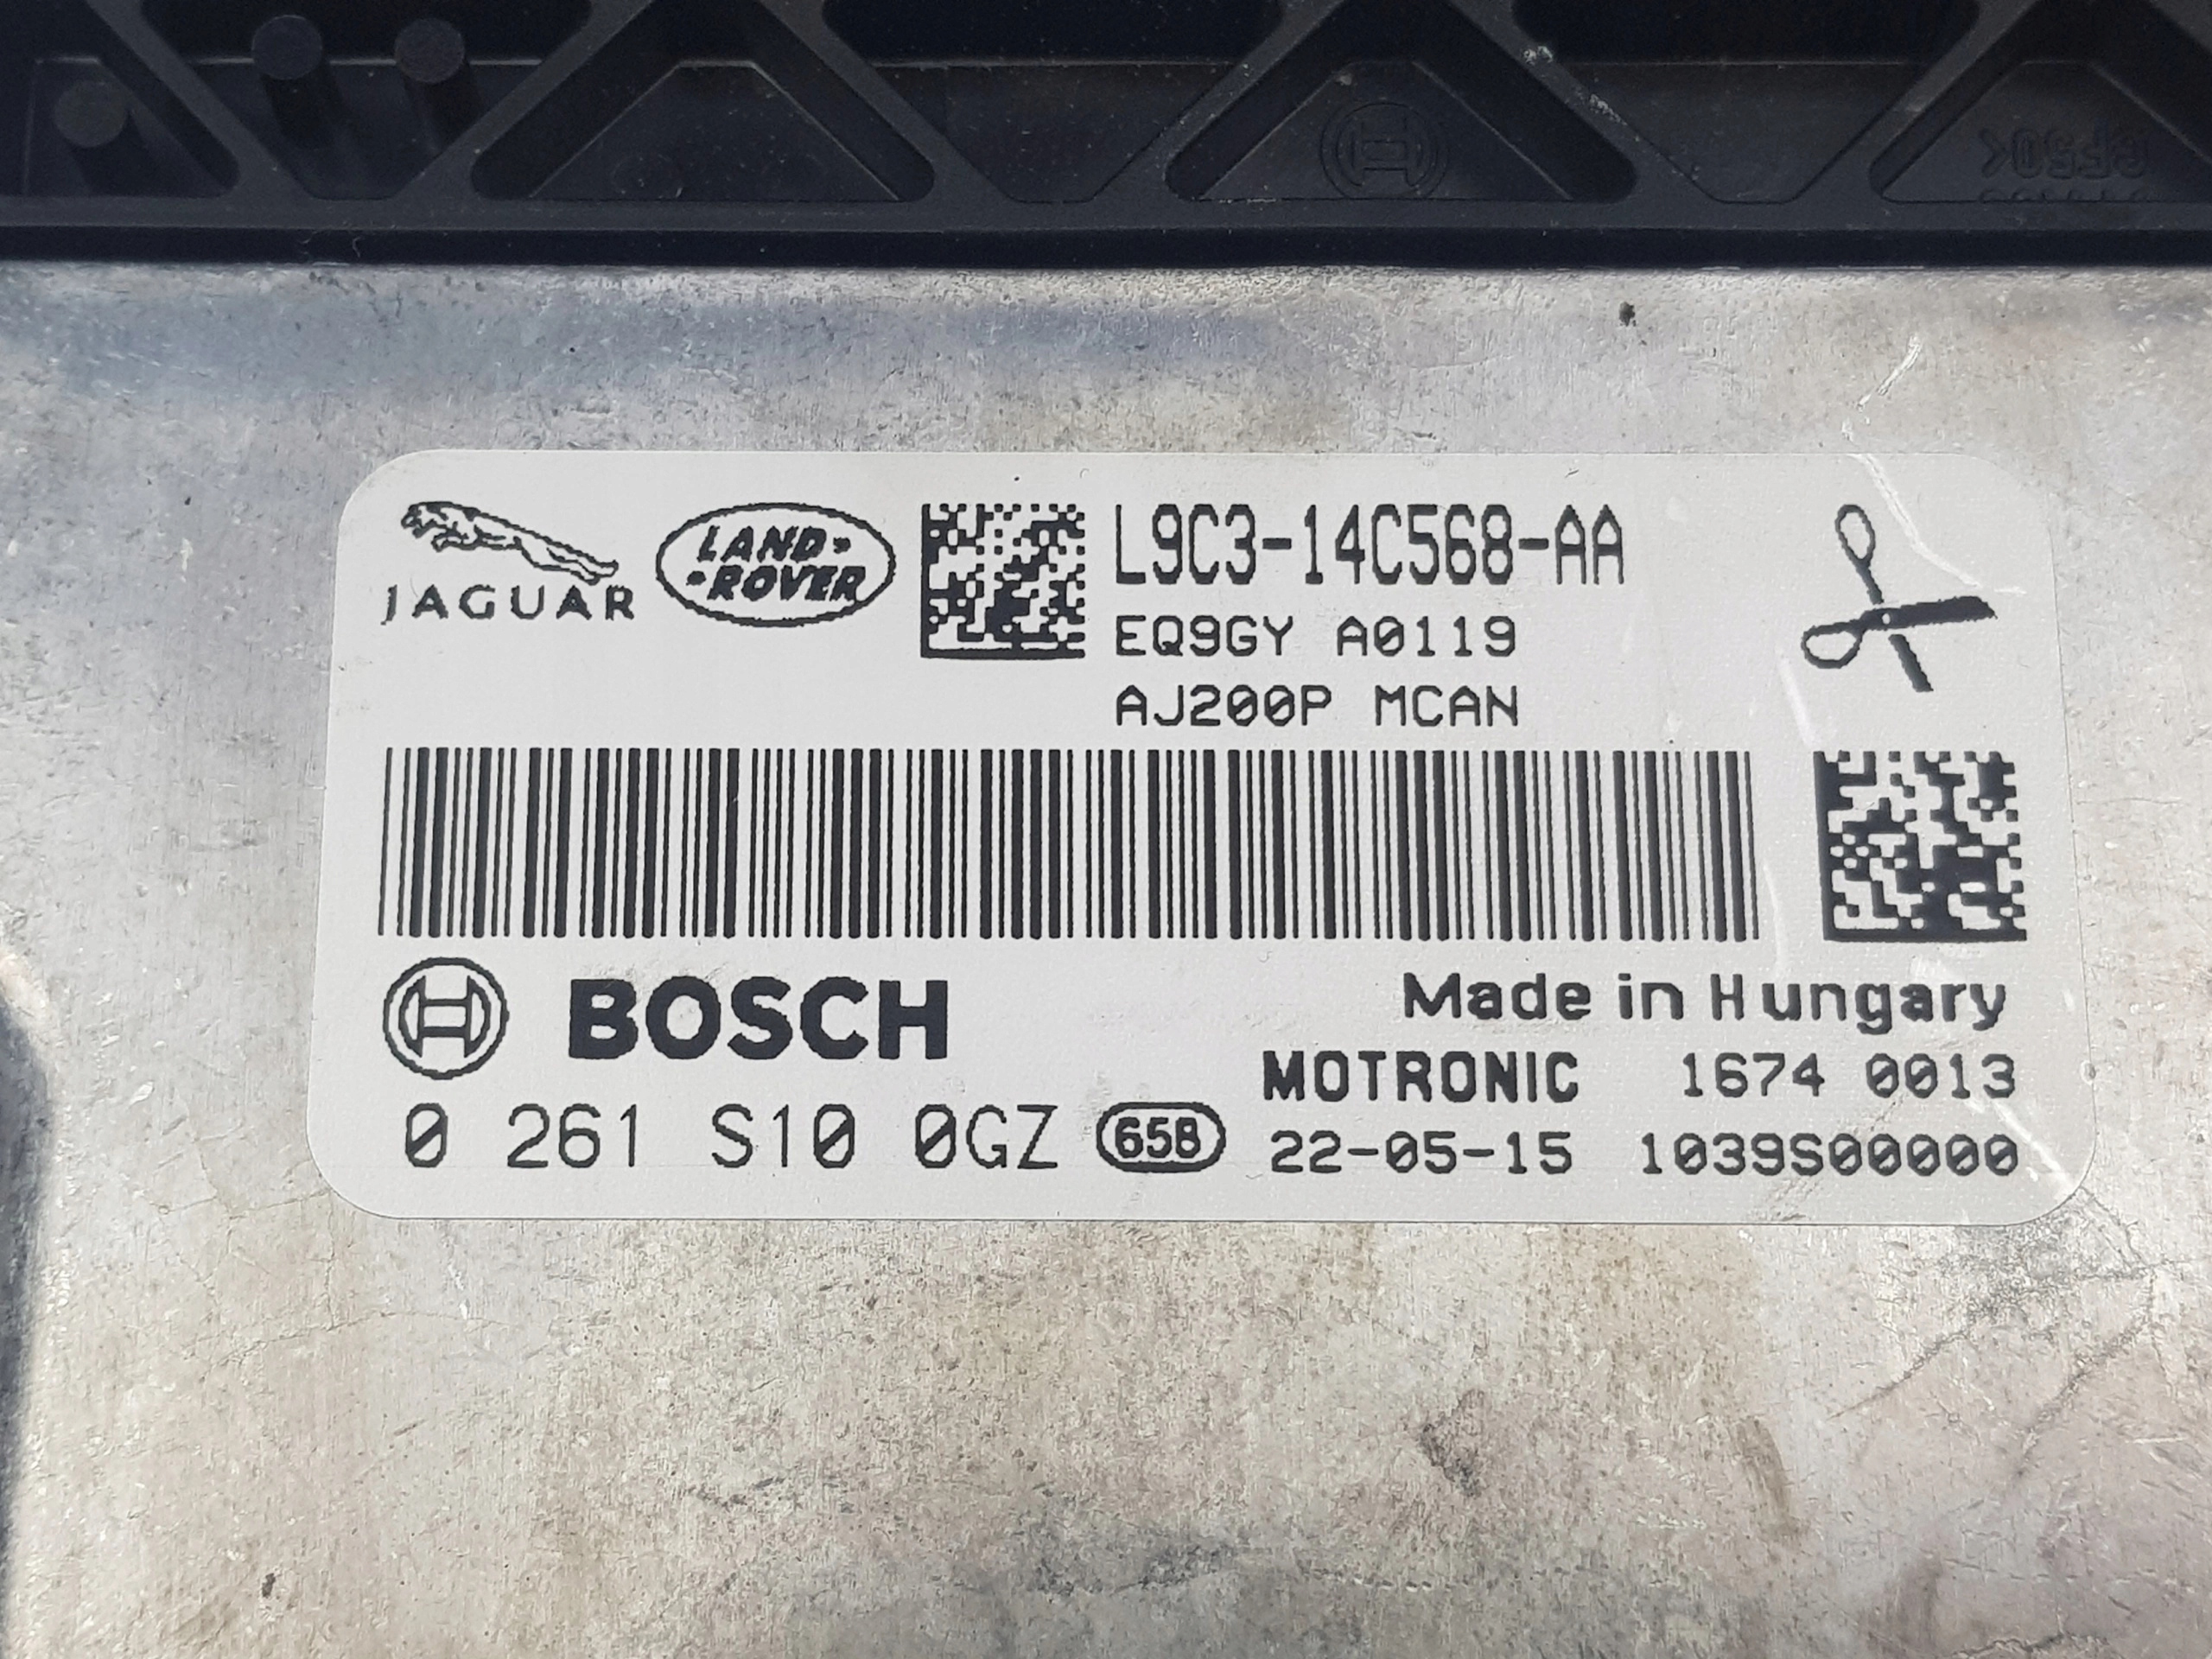 JAGUAR
LAND-
-ROVER
L9C3-14C568-AA
EQ9GY A0119
AJ200P MCAN
BOSCH
Made in Hungary
MOTRONIC 1674 0013
0 261 S10 0GZ 65B 22-05-15 1039S00000